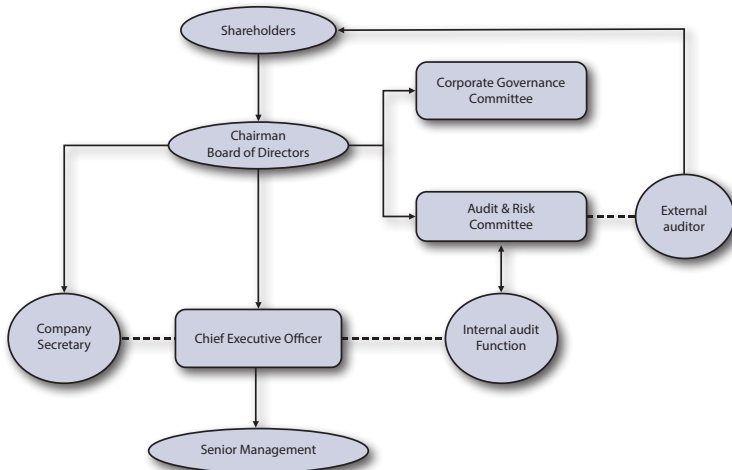 Shareholders
Corporate Governance
Committee
Chairman
Board of Directors
Audit & Risk
Committee
External
auditor
Company
Secretary
Chief Executive Officer
Internal audit
Function
Senior Management